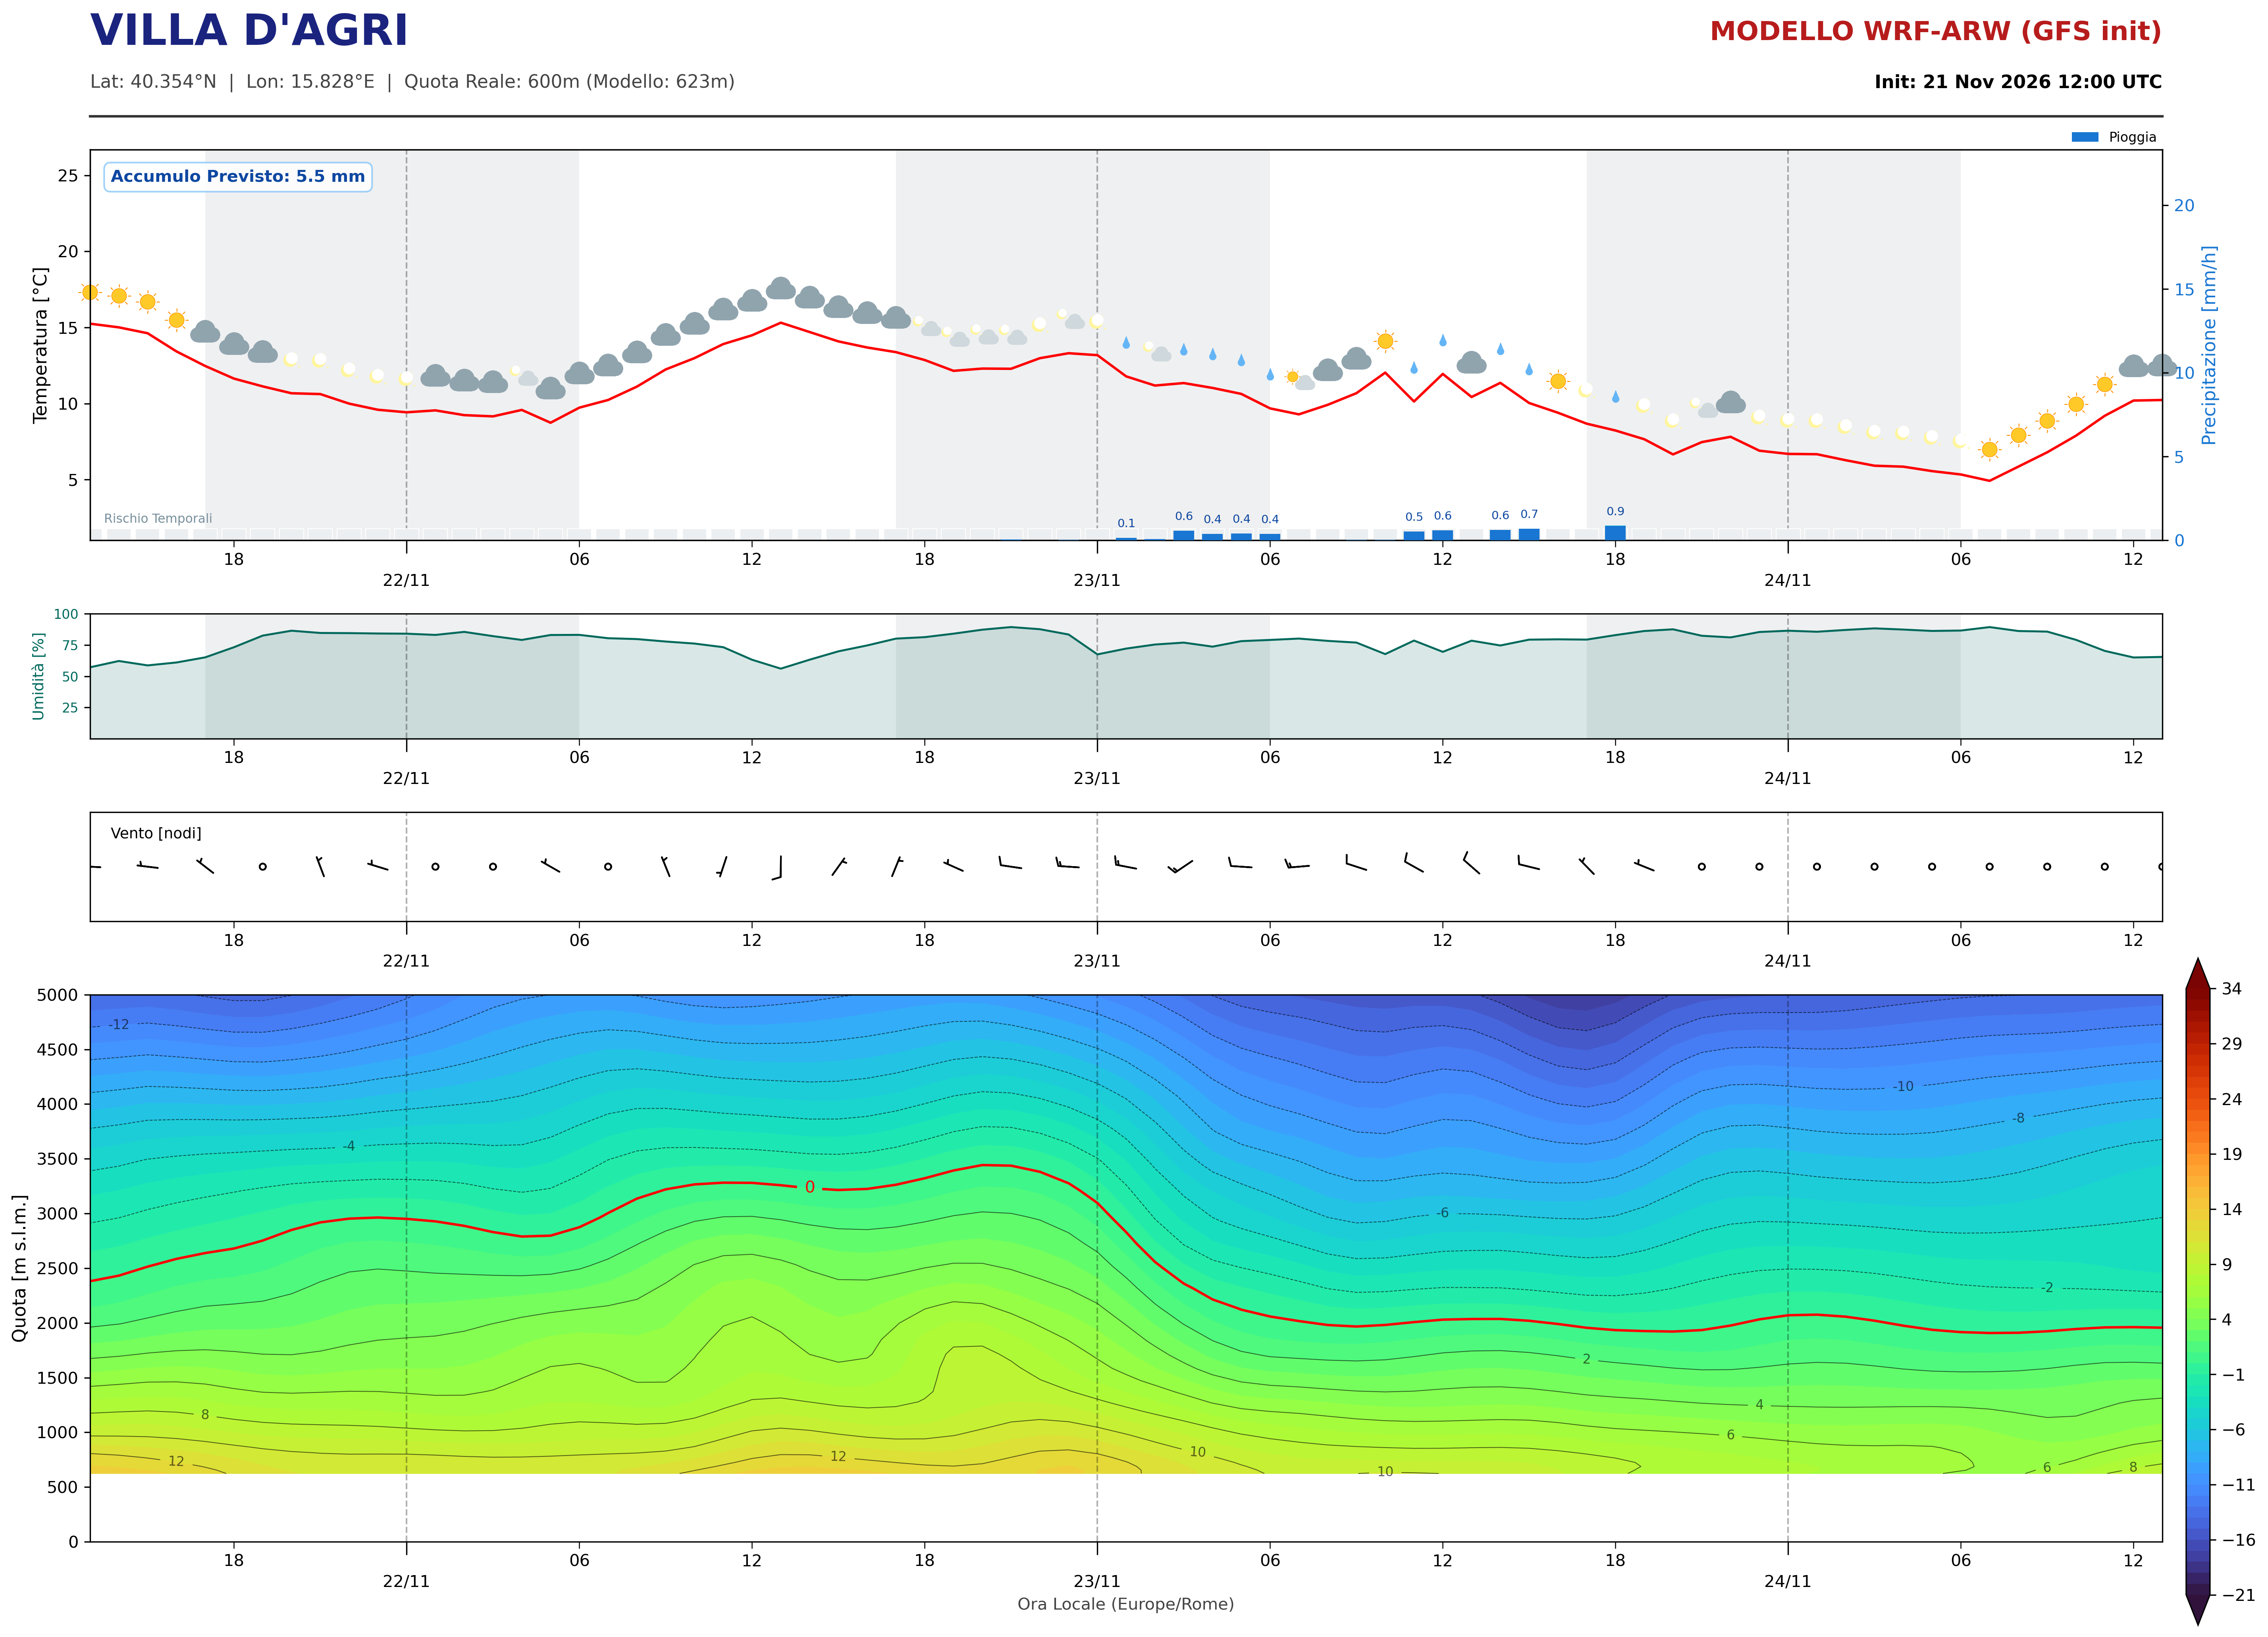 VILLA D'AGRI
MODELLO WRF-ARW (GFS init)
Lat: 40.354°N | Lon: 15.828°E | Quota Reale: 600m (Modello: 623m)
Init: 21 Nov 2026 12:00 UTC
Pioggia
Accumulo Previsto: 5.5 mm
Temperatura [°C]
25
20
15
10
5
Precipitazione [mm/h]
20
15
10
5
0
Rischio Temporali
0.1 0.6 0.4 0.4 0.4 0.5 0.6 0.6 0.7 0.9
18 06 12 18 06 12 18 06 12
22/11 23/11 24/11
Umidità [%]
100
75
50
25
18 06 12 18 06 12 18 06 12
22/11 23/11 24/11
Vento [nodi]
18 06 12 18 06 12 18 06 12
22/11 23/11 24/11
Quota [m s.l.m.]
5000
4500
4000
3500
3000
2500
2000
1500
1000
500
0
-12
-10
-8
-4
0
-6
-2
2
4
8
6
12
12
10
10
6
8
34
29
24
19
14
9
4
−1
−6
−11
−16
−21
18 06 12 18 06 12 18 06 12
22/11 23/11 24/11
Ora Locale (Europe/Rome)